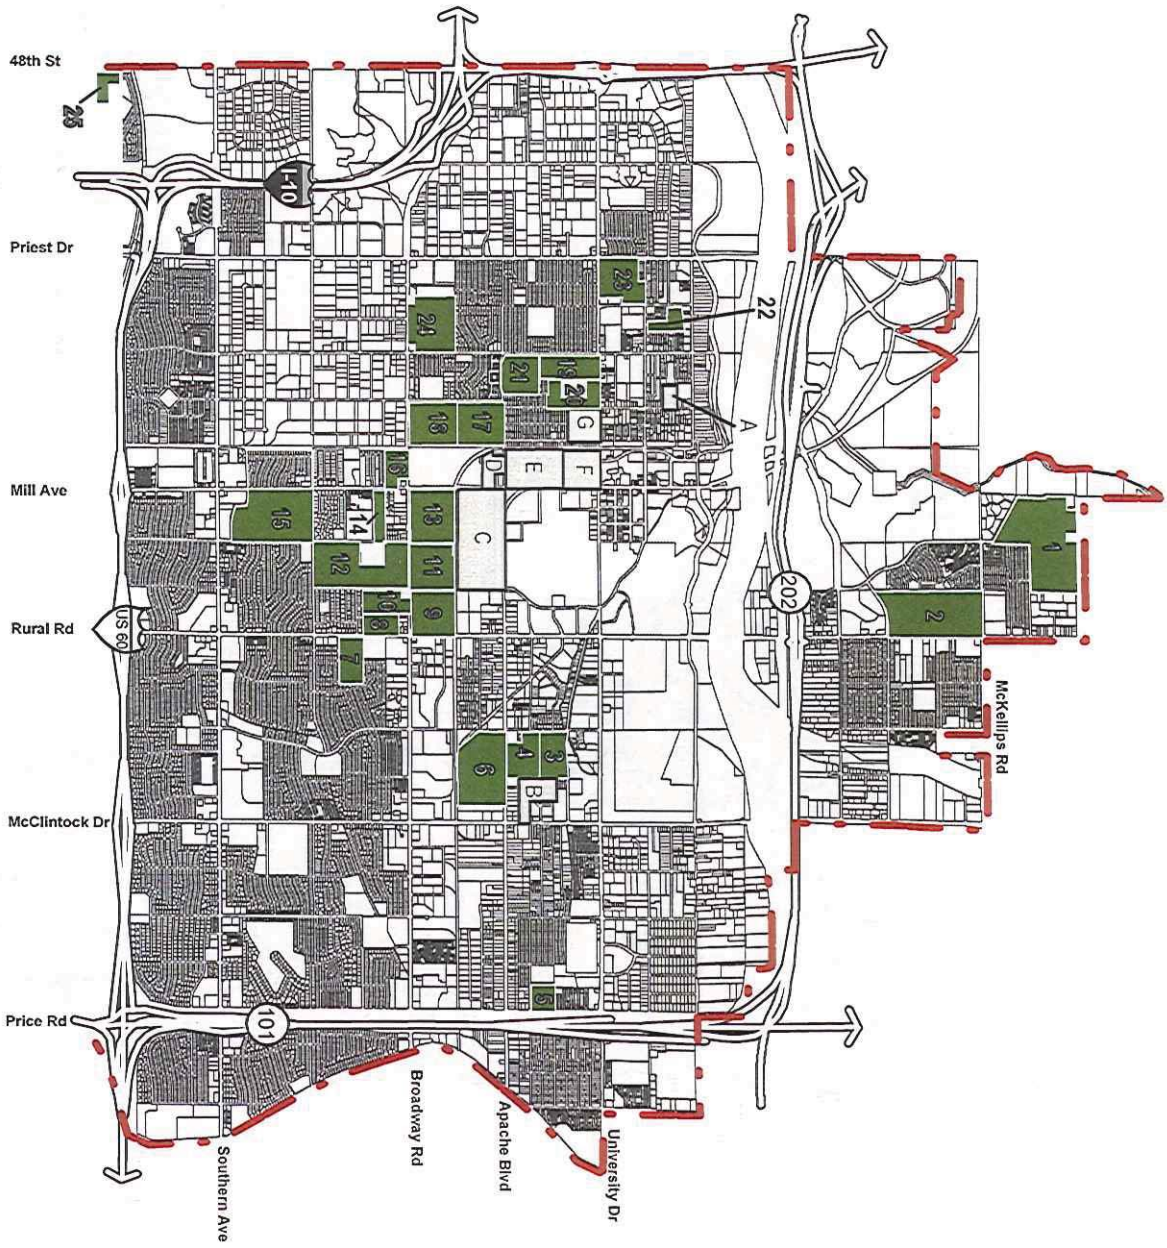 48th St
25
I-10
Priest Dr
23
22
24
19
21
20
A
18
17
G
Mill Ave
16
D
E
F
15
14
13
C
1
12
11
202
2
10
9
8
Rural Rd
US 60
7
McKellips Rd
3
4
6
B
McClintock Dr
5
Price Rd
101
Broadway Rd
Apache Blvd
University Dr
Southern Ave